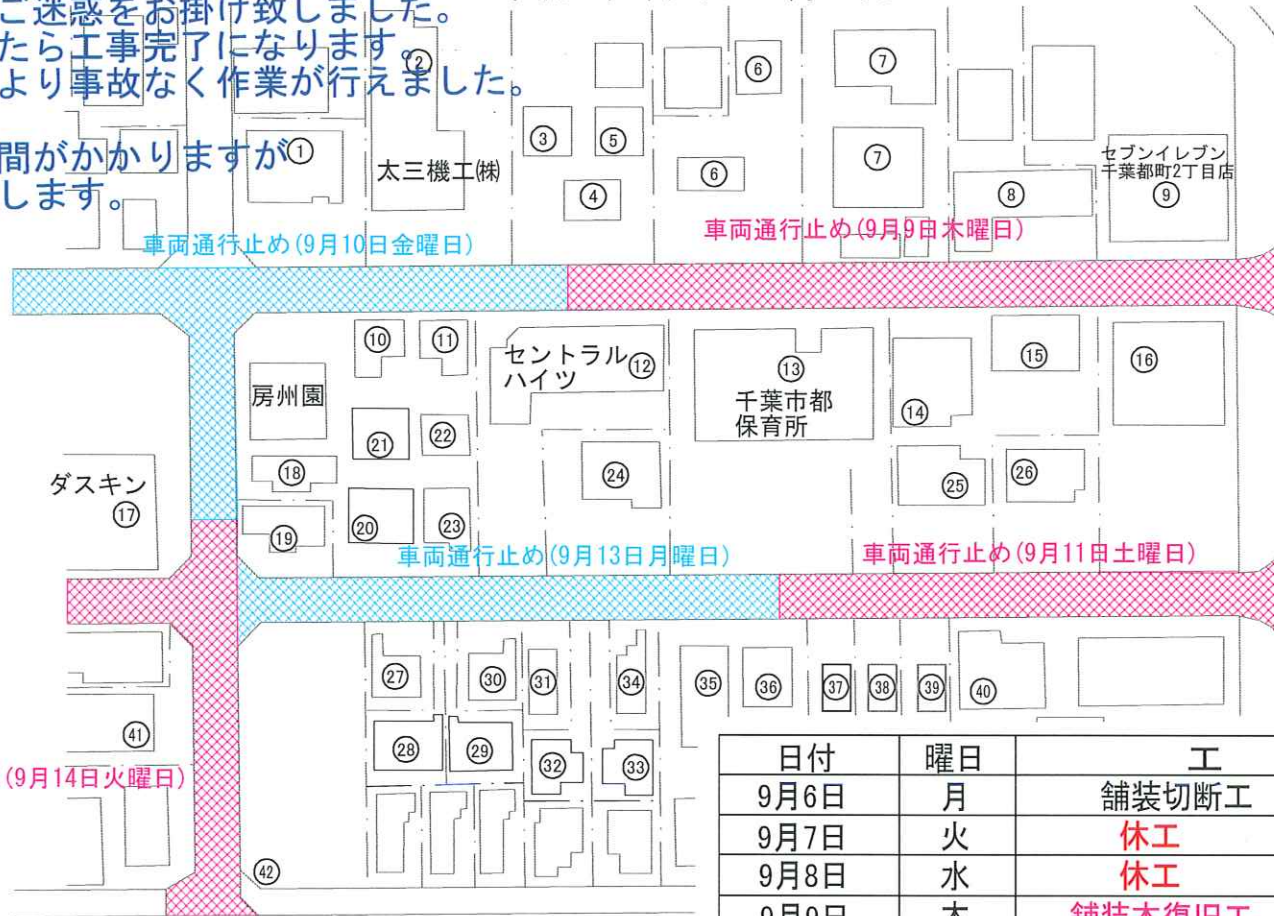 ご迷惑をお掛け致しました。
たら工事完了になります。
より事故なく作業が行えました。
間がかかりますが
します。
②
⑥
⑦
①
太三機工㈱
③
⑤
④
⑥
⑦
⑧
セブンイレブン
千葉都町2丁目店
⑨
車両通行止め(9月10日金曜日)
車両通行止め(9月9日木曜日)
⑩
⑪
セントラル
ハイツ
⑫
⑬
千葉市都
保育所
⑭
⑮
⑯
房州園
㉑
㉒
⑱
㉔
㉕
㉖
ダスキン
⑰
⑲
⑳
㉓
車両通行止め(9月13日月曜日)
車両通行止め(9月11日土曜日)
㉗
㉚
㉛
㉞
㉟
㊱
㊲
㊳
㊴
㊵
㊶
㉘
㉙
㉜
㉝
(9月14日火曜日)
㊷
日付 曜日 工
9月6日 月 舗装切断工
9月7日 火 休工
9月8日 水 休工
9月9日 木 舗装本復旧工